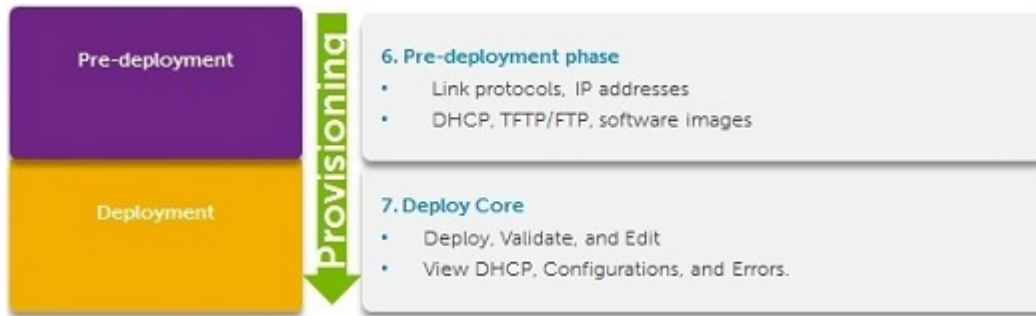 Pre-deployment
Provisioning
6. Pre-deployment phase
• Link protocols, IP addresses
• DHCP, TFTP/FTP, software images
Deployment
7. Deploy Core
• Deploy, Validate, and Edit
• View DHCP, Configurations, and Errors.